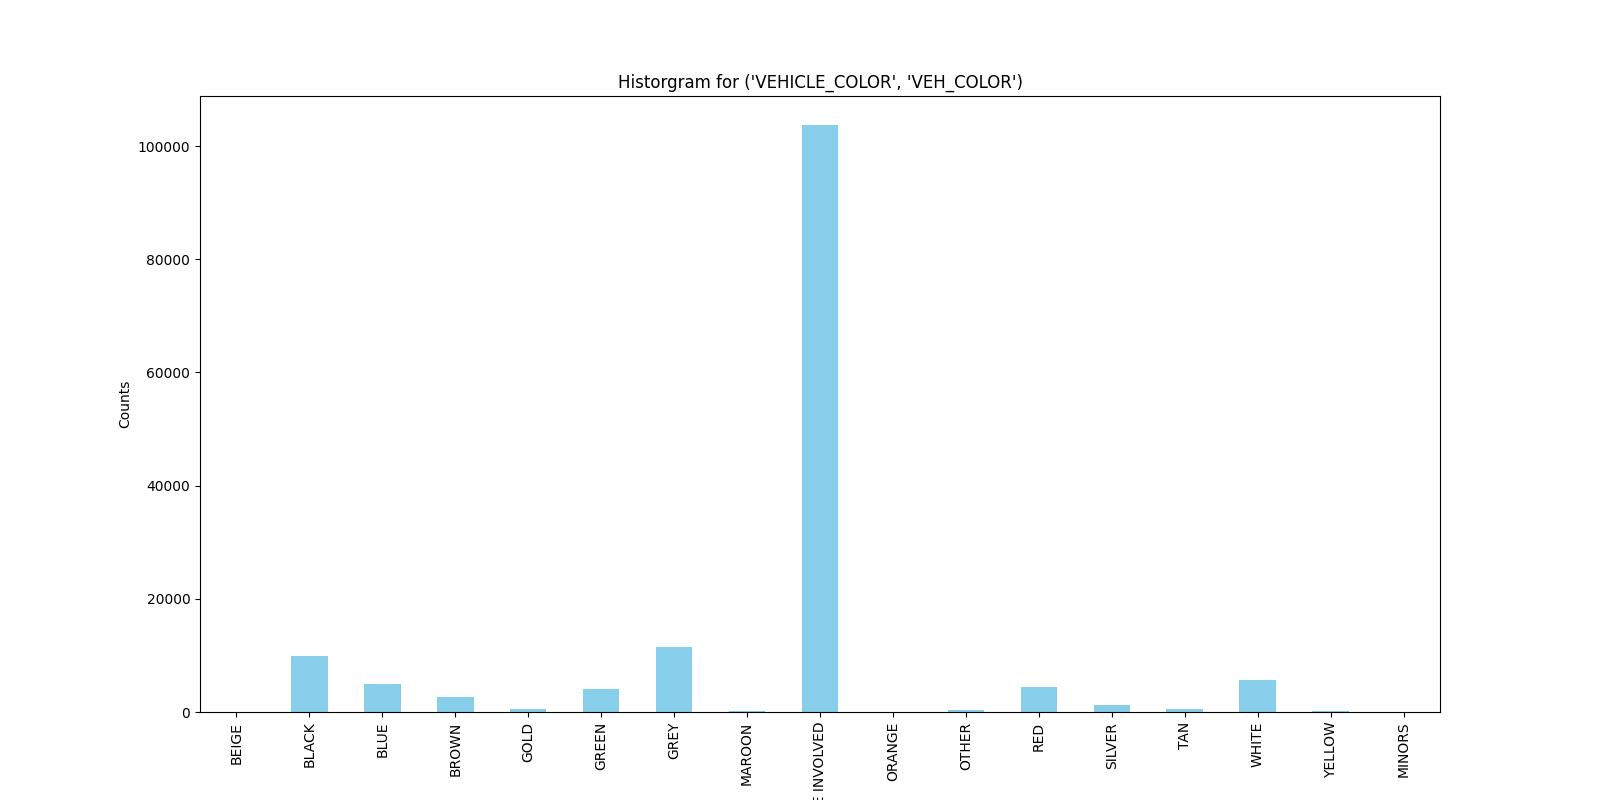 Historgram for ('VEHICLE_COLOR', 'VEH_COLOR')
100000
80000
60000
40000
20000
0
Counts
BEIGE
BLACK
BLUE
BROWN
GOLD
GREEN
GREY
MAROON
E INVOLVED
ORANGE
OTHER
RED
SILVER
TAN
WHITE
YELLOW
MINORS